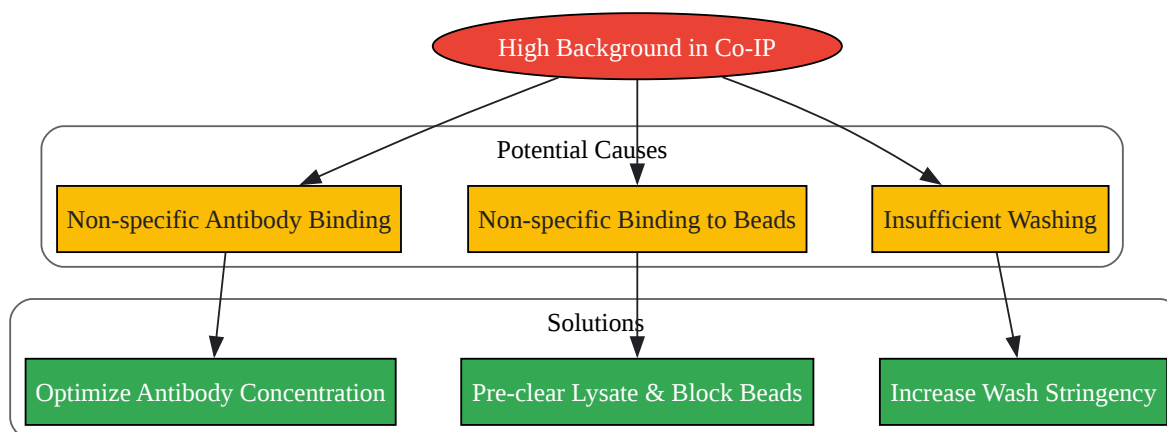 High Background in Co-IP
Potential Causes
Non-specific Antibody Binding
Non-specific Binding to Beads
Insufficient Washing
Solutions
Optimize Antibody Concentration
Pre-clear Lysate & Block Beads
Increase Wash Stringency